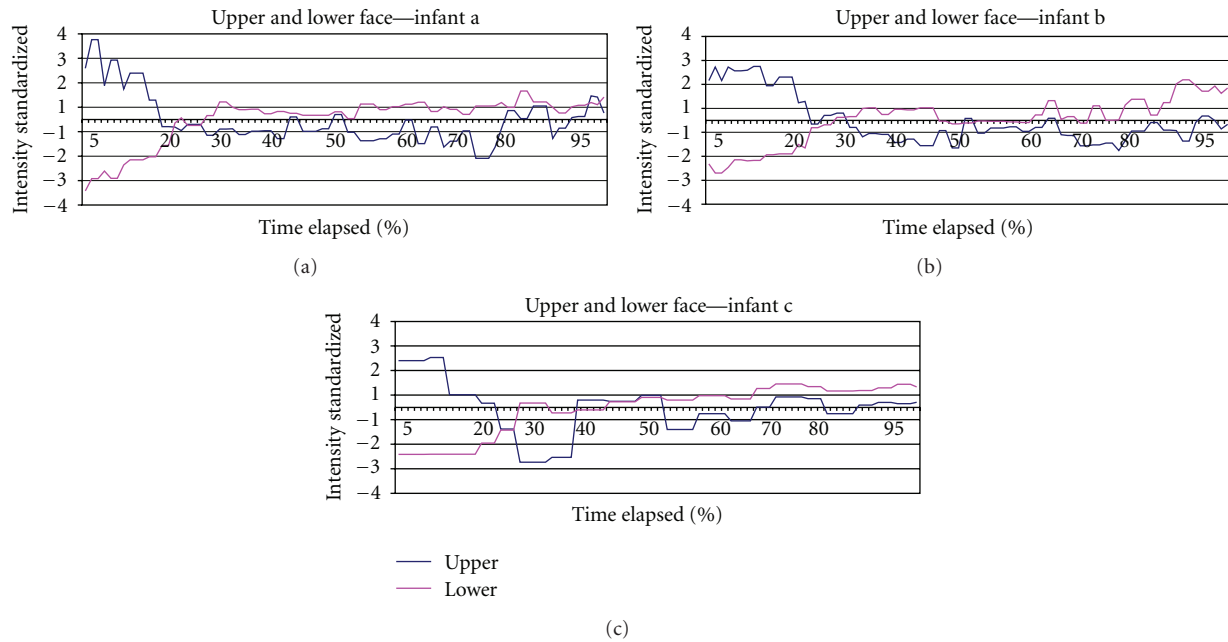 Upper and lower face—infant a
Intensity standardized
4
3
2
1
−1
−2
−3
−4
5 20 30 40 50 60 70 80 95
Time elapsed (%)
(a)
Upper and lower face—infant b
Intensity standardized
4
3
2
1
−1
−2
−3
−4
5 20 30 40 50 60 70 80 95
Time elapsed (%)
(b)
Upper and lower face—infant c
Intensity standardized
4
3
2
1
−1
−2
−3
−4
5 20 30 40 50 60 70 80 95
Time elapsed (%)
Upper
Lower
(c)